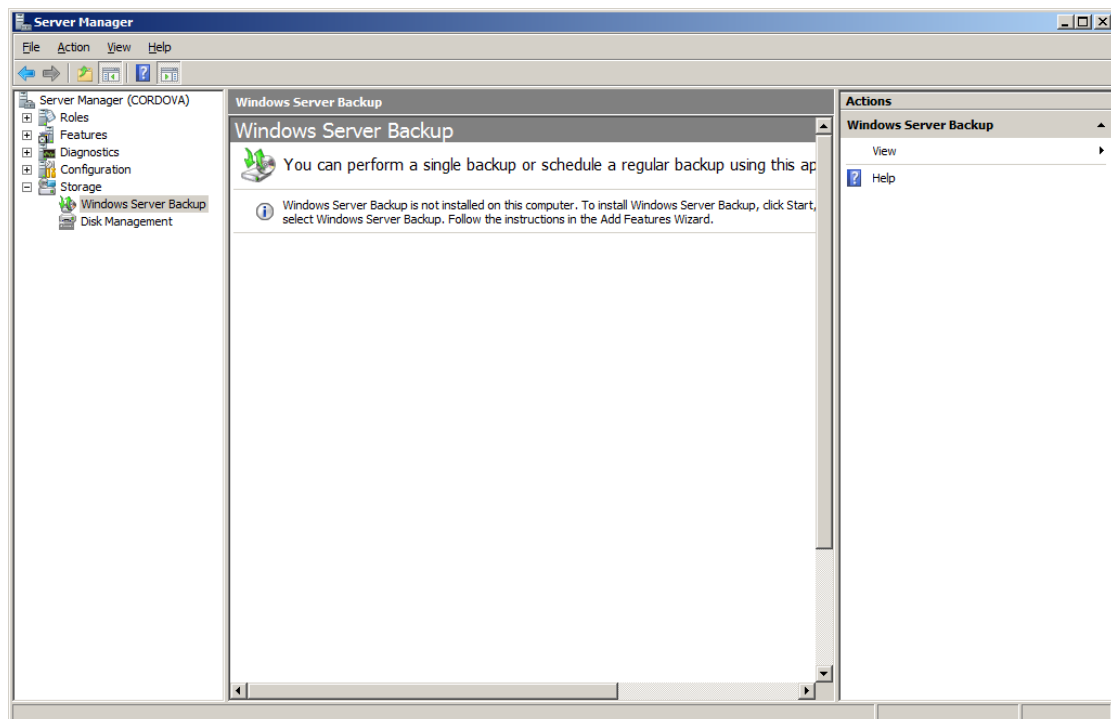 Server Manager
File Action View Help
Server Manager (CORDOVA)
Roles
Features
Diagnostics
Configuration
Storage
Windows Server Backup
Disk Management
Windows Server Backup
Windows Server Backup
You can perform a single backup or schedule a regular backup using this ap
Windows Server Backup is not installed on this computer. To install Windows Server Backup, click Start,
select Windows Server Backup. Follow the instructions in the Add Features Wizard.
Actions
Windows Server Backup
View
Help